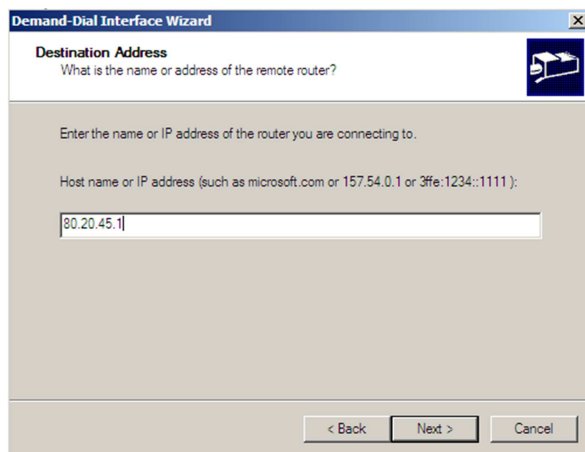 Demand-Dial Interface Wizard
Destination Address
What is the name or address of the remote router?
Enter the name or IP address of the router you are connecting to.
Host name or IP address (such as microsoft.com or 157.54.0.1 or 3ffe:1234::1111 ):
80.20.45.1
< Back Next > Cancel